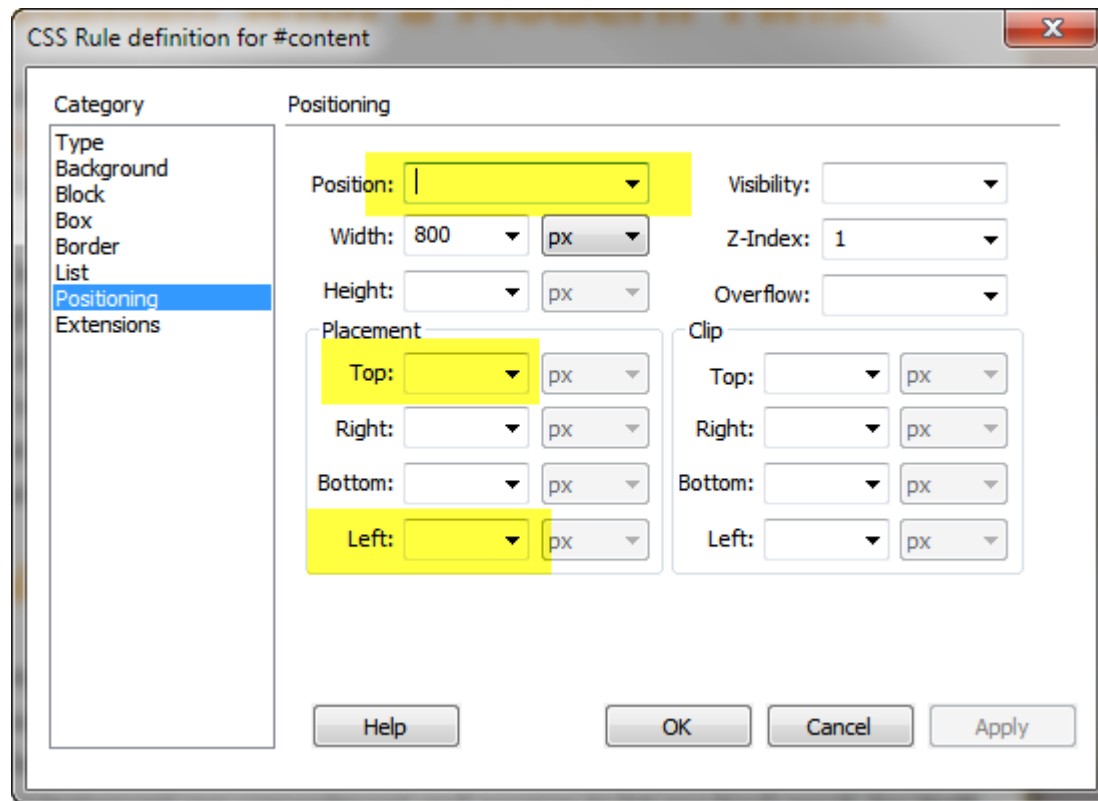 CSS Rule definition for #content
Category
Type
Background
Block
Box
Border
List
Positioning
Extensions
Positioning
Position:
Visibility:
Width: 800 px
Z-Index: 1
Height: px
Overflow:
Placement
Top: px
Right: px
Bottom: px
Left: px
Clip
Top: px
Right: px
Bottom: px
Left: px
Help
OK
Cancel
Apply